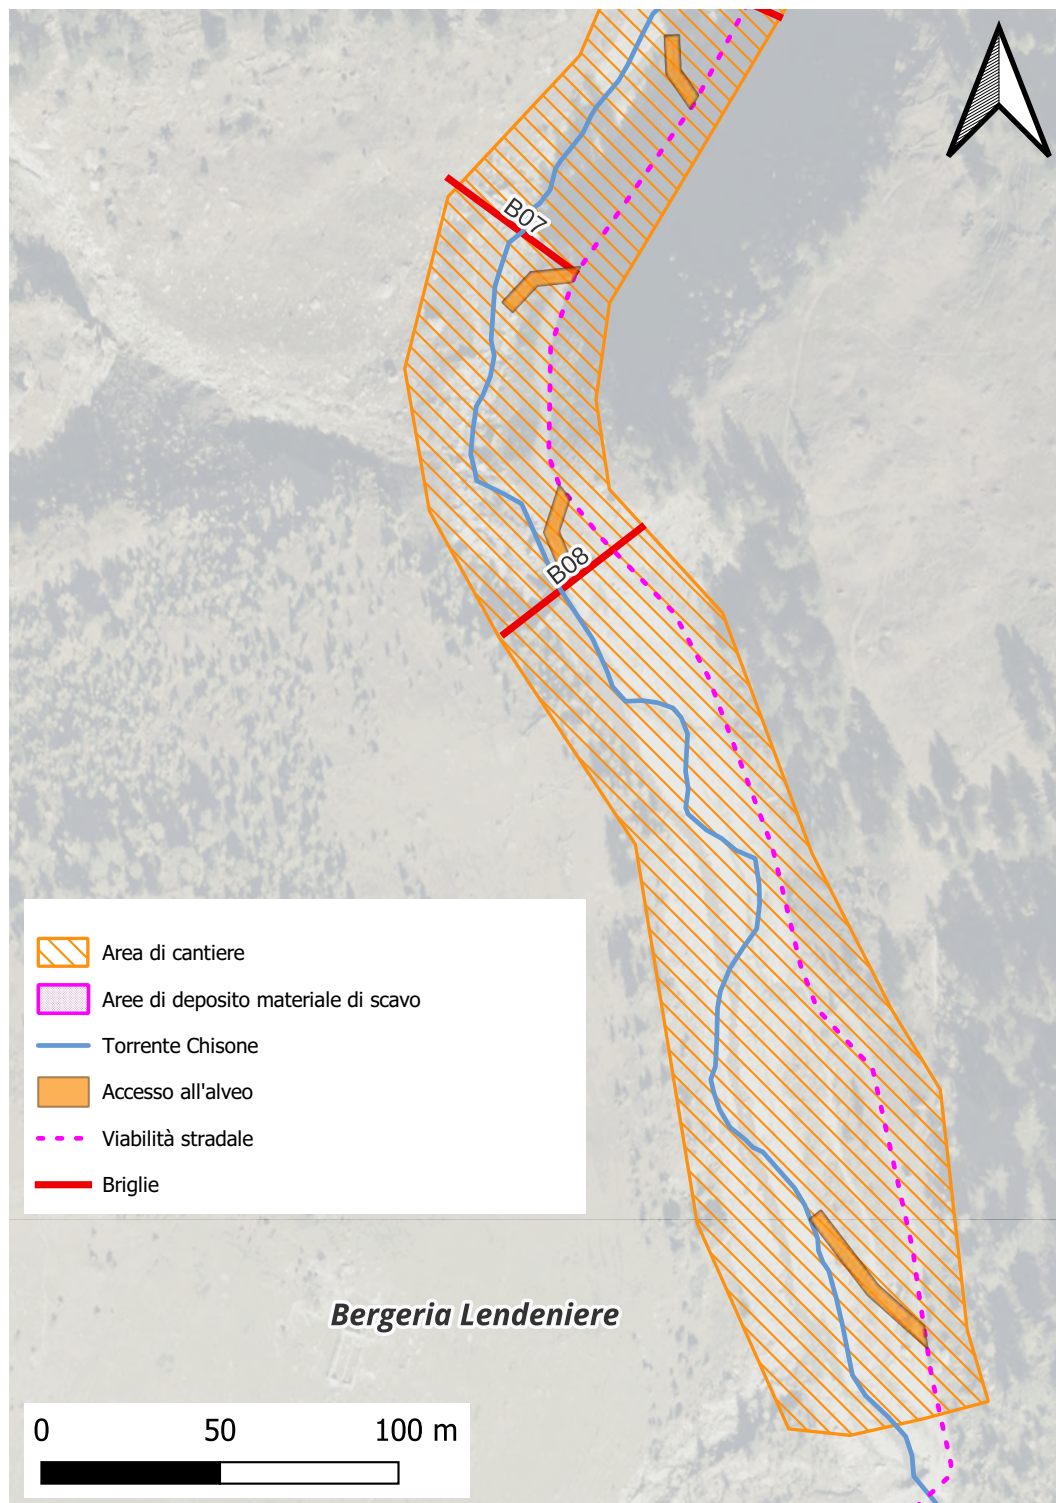 B07
B08
Area di cantiere
Aree di deposito materiale di scavo
Torrente Chisone
Accesso all'alveo
Viabilità stradale
Briglie
Bergeria Lendeniere
0 50 100 m